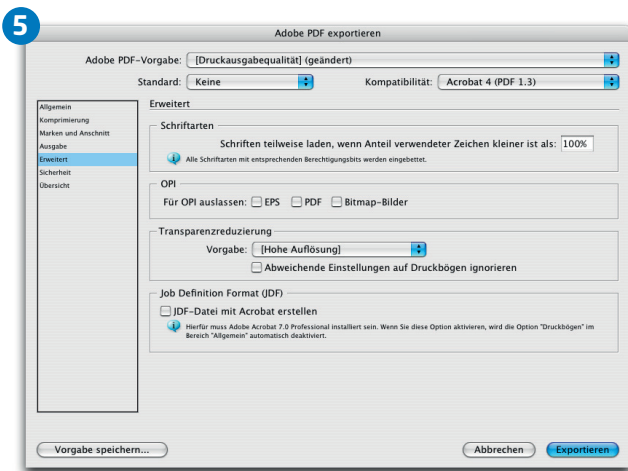 5
Adobe PDF exportieren
Adobe PDF-Vorgabe: [Druckausgabequalität] (geändert)
Standard: Keine Kompatibilität: Acrobat 4 (PDF 1.3)
Allgemein
Komprimierung
Marken und Anschnitt
Ausgabe
Erweitert
Sicherheit
Übersicht
Erweitert
Schriftarten
Schriften teilweise laden, wenn Anteil verwendeter Zeichen kleiner ist als: 100%
Alle Schriftarten mit entsprechenden Berechtigungsbits werden eingebettet.
OPI
Für OPI auslassen: EPS PDF Bitmap-Bilder
Transparenzreduzierung
Vorgabe: [Hohe Auflösung]
Abweichende Einstellungen auf Druckbögen ignorieren
Job Definition Format (JDF)
JDF-Datei mit Acrobat erstellen
Hierfür muss Adobe Acrobat 7.0 Professional installiert sein. Wenn Sie diese Option aktivieren, wird die Option "Druckbögen" im
Bereich "Allgemein" automatisch deaktiviert.
Vorgabe speichern... Abbrechen Exportieren